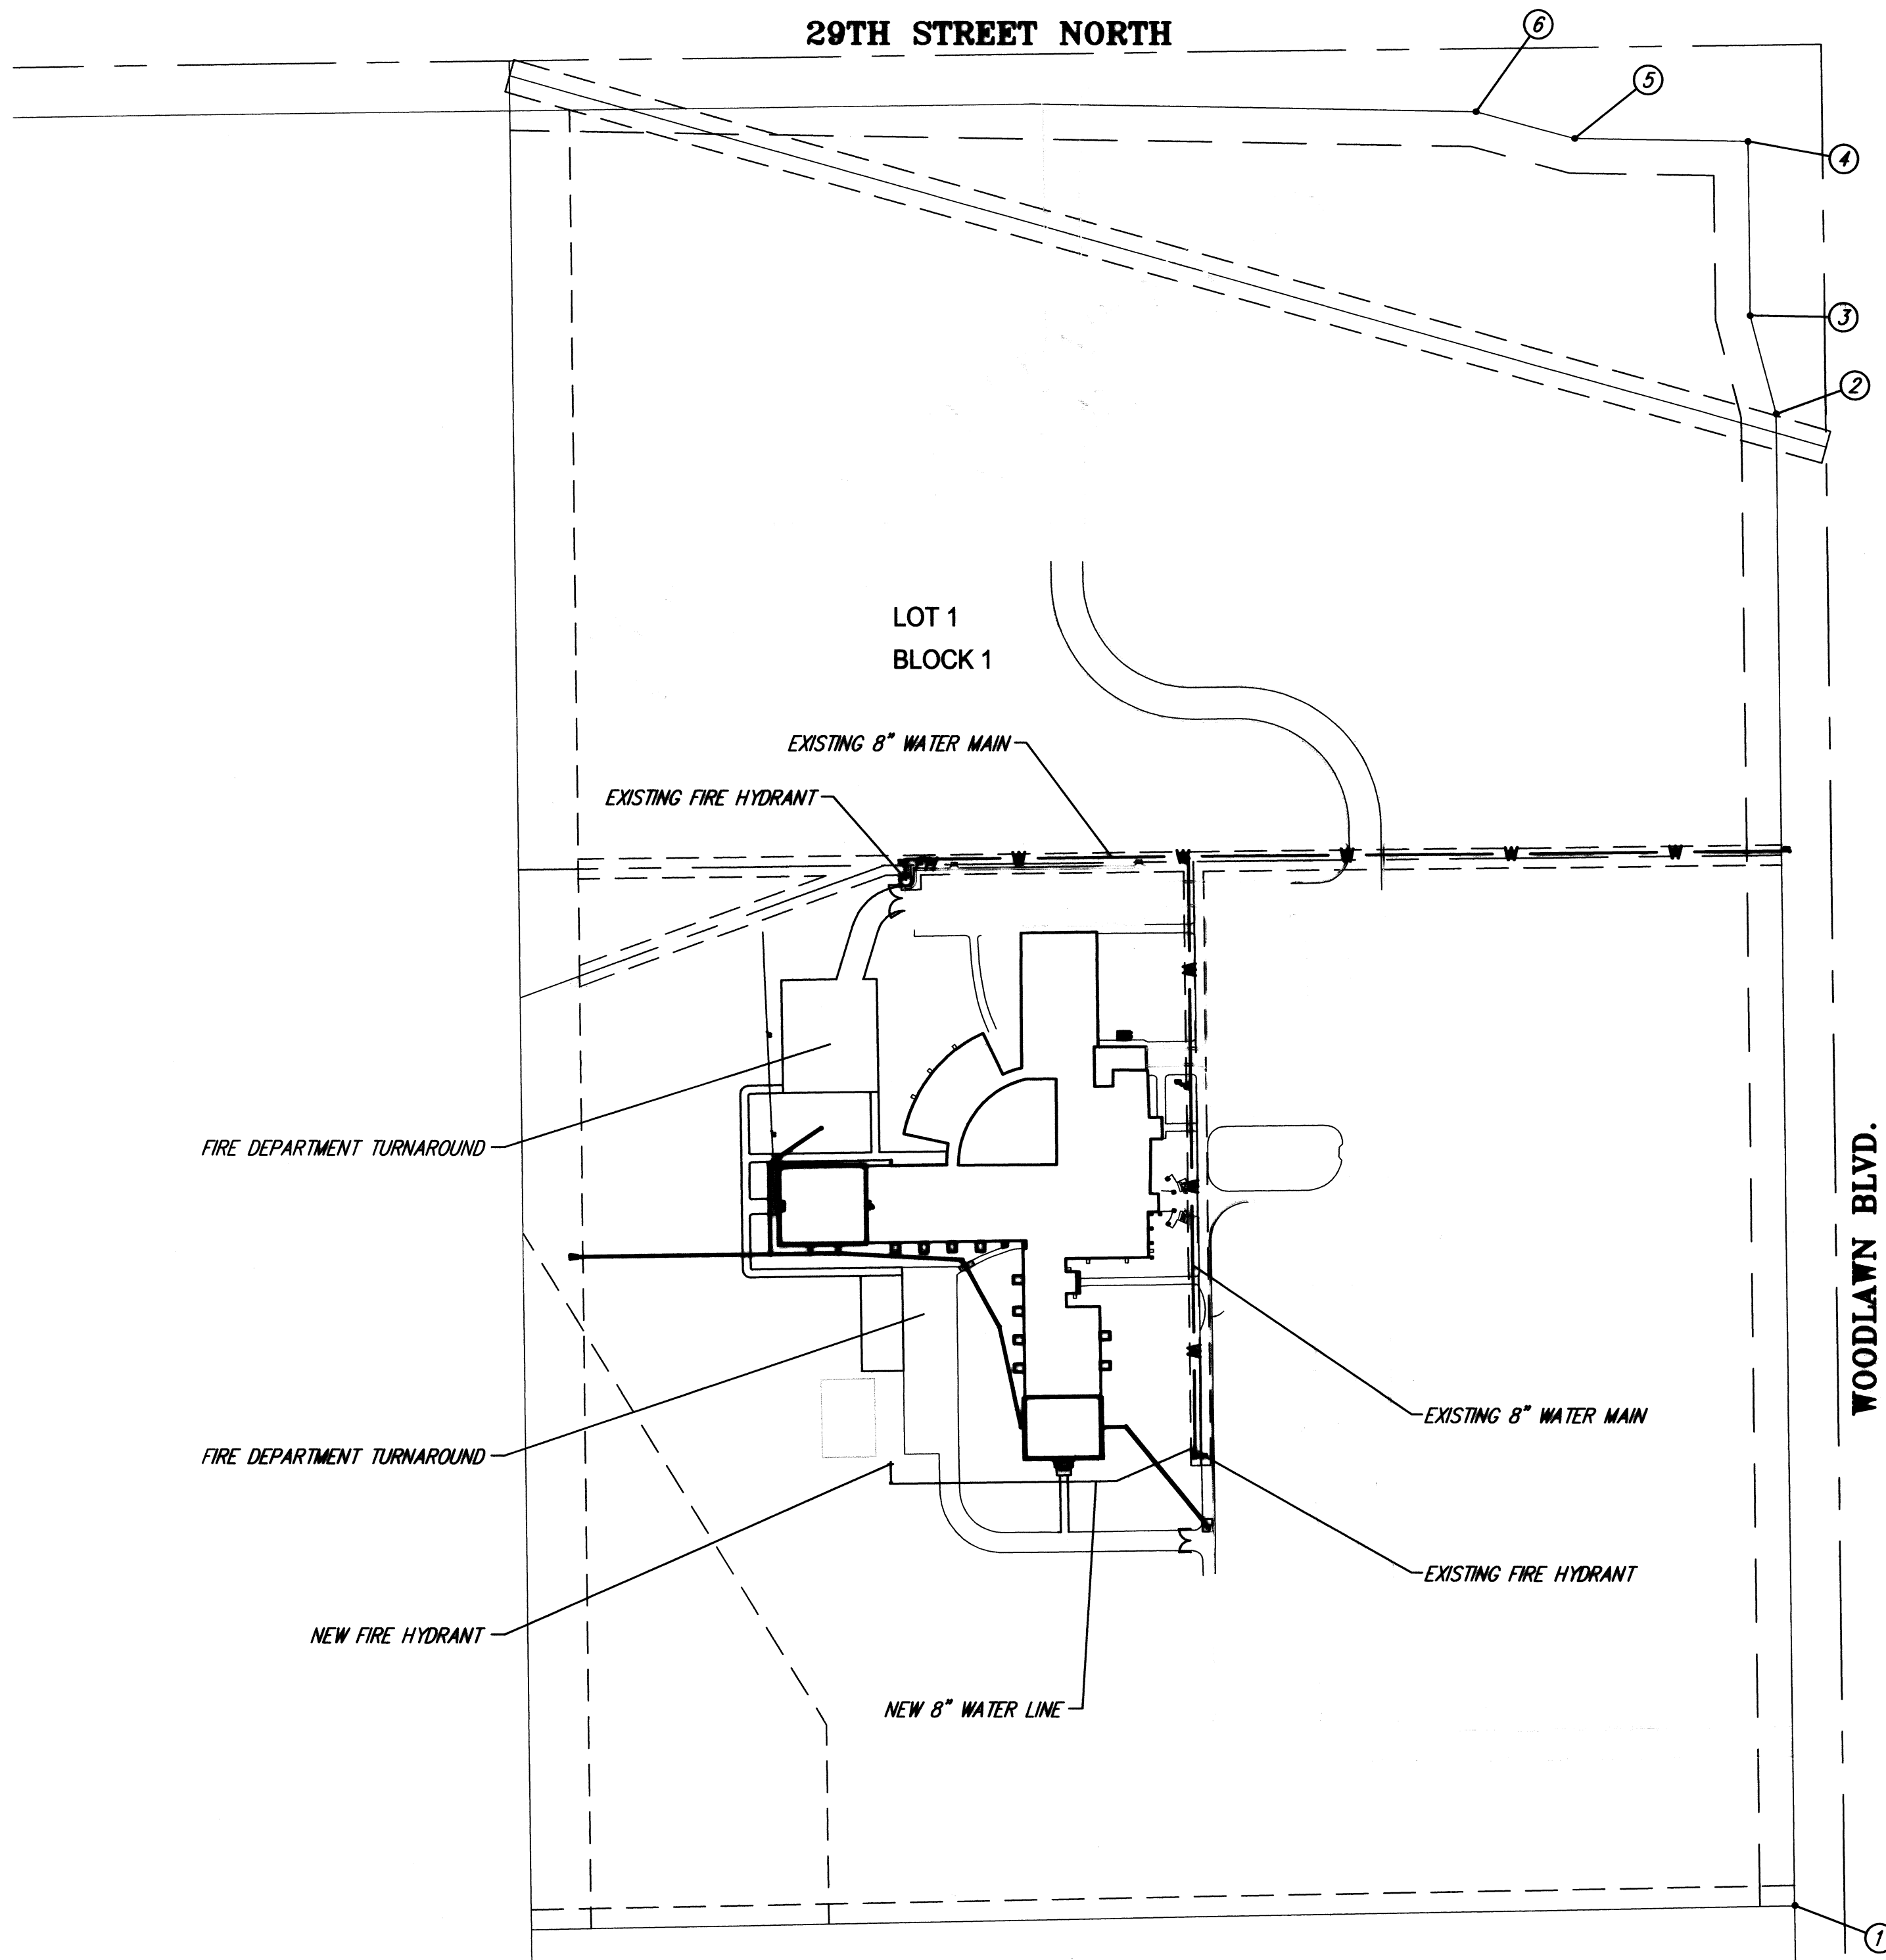 29TH STREET NORTH
6
5
4
3
2
LOT 1
BLOCK 1
EXISTING 8" WATER MAIN
EXISTING FIRE HYDRANT
W W W W W W
W
FIRE DEPARTMENT TURNAROUND
WOODLAWN BLVD.
W
W
W
EXISTING 8" WATER MAIN
FIRE DEPARTMENT TURNAROUND
EXISTING FIRE HYDRANT
NEW FIRE HYDRANT
NEW 8" WATER LINE
1